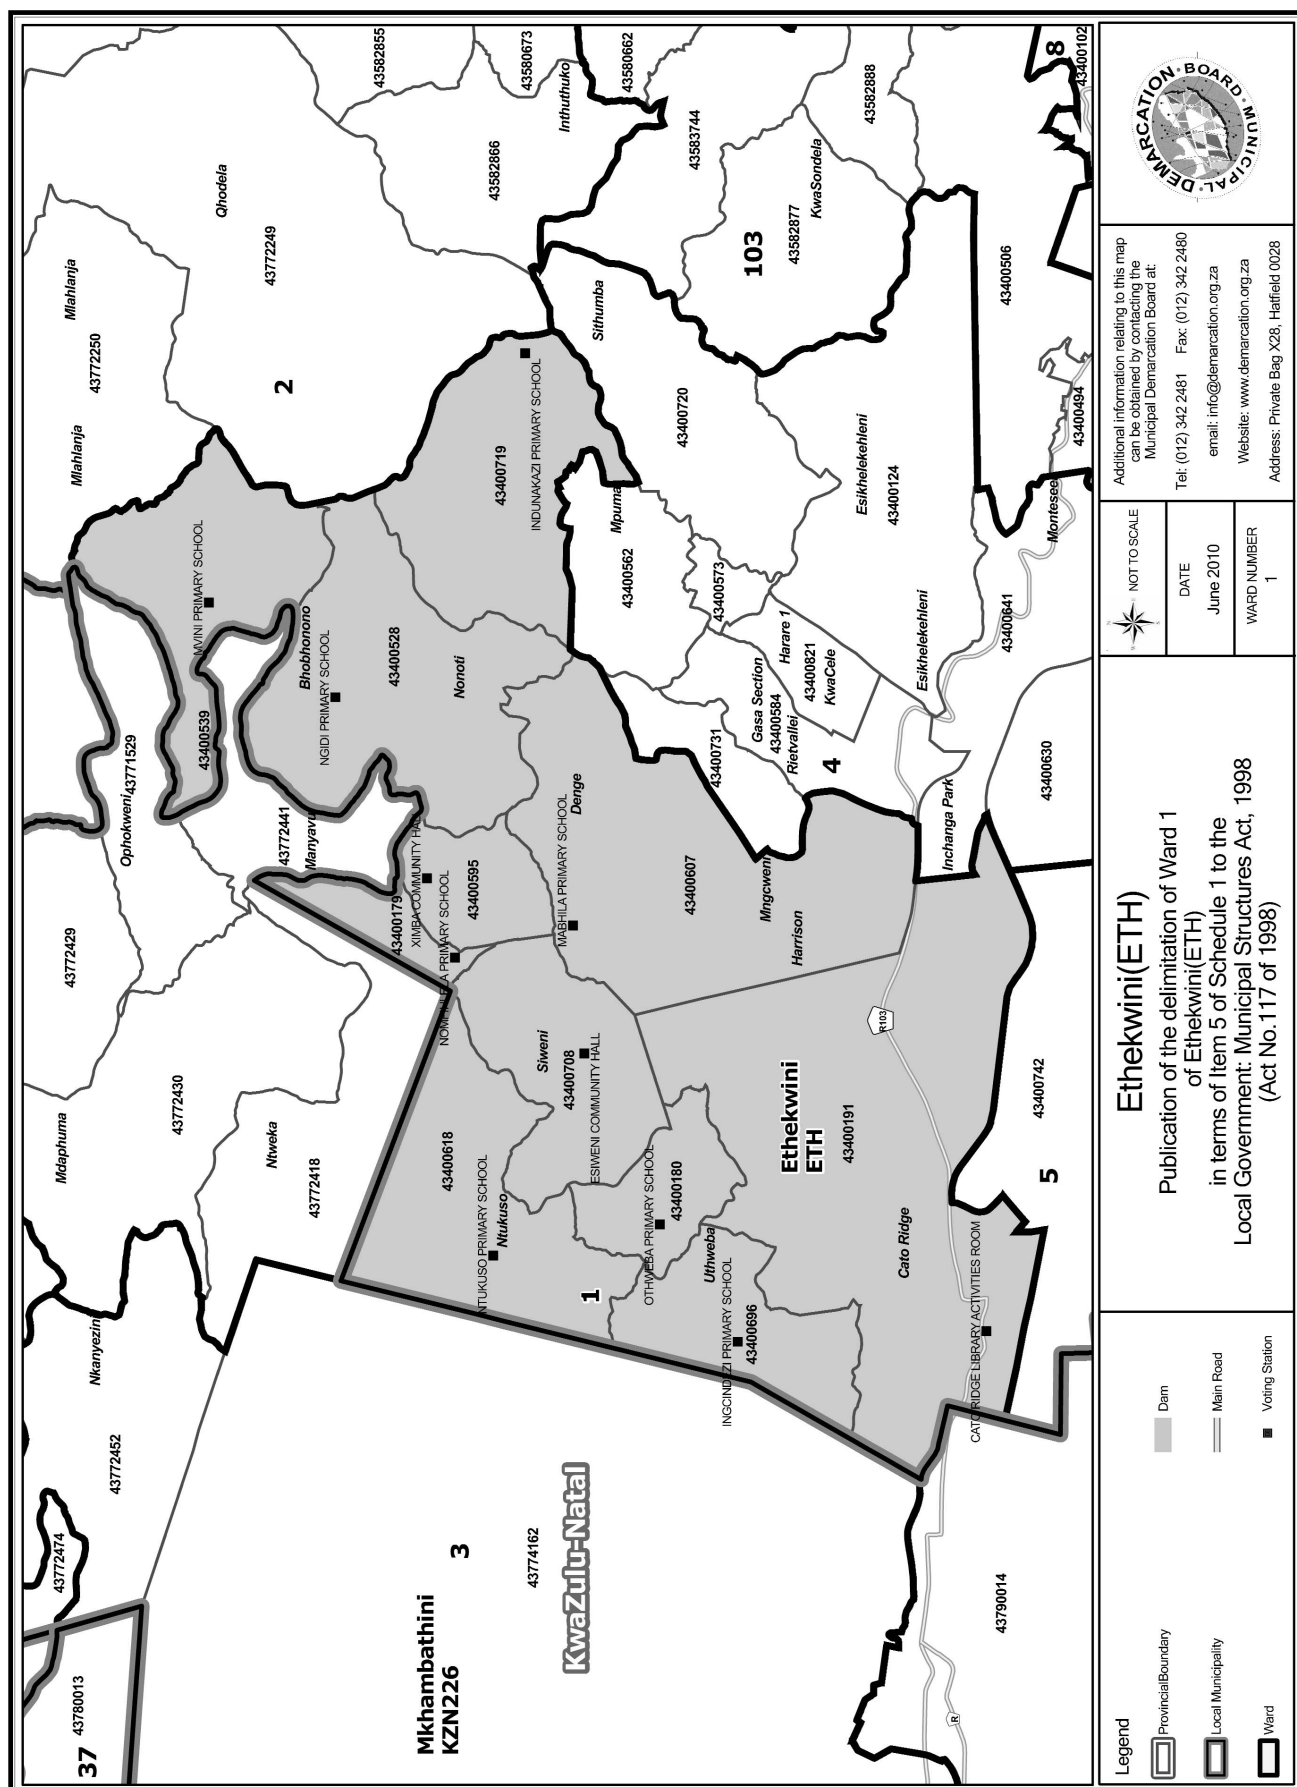 37
43780013
43772474
43772452
Nkanyezini
Mdaphuma
43772429
43772430
Ntweka
43772418
Ophokweni
43771529
43772441
Manyavu
43400539
MVINI PRIMARY SCHOOL
Bhobhonono
NGIDI PRIMARY SCHOOL
43400528
Nonoti
Mlahlanja
43772250
Mlahlanja
2
Qhodela
43772249
43582855
43582866
43580673
Inthuthuko
43580662
43400719
INDUNAKAZI PRIMARY SCHOOL
Mpuma
Sithumba
43400720
43583744
103
43582877
KwaSondela
43582888
8
43400102
43400179
XIMBA COMMUNITY HALL
43400595
Denge
MABHILA PRIMARY SCHOOL
43400607
Mngcweni
Harrison
43400618
NTUKUSO PRIMARY SCHOOL
Ntukuso
Siweni
43400708
ESIWENI COMMUNITY HALL
1
OTHWEBA PRIMARY SCHOOL
43400180
Uthweba
INGCINDEZI PRIMARY SCHOOL
43400696
Ethekwini
ETH
43400191
Cato Ridge
CATO RIDGE LIBRARY ACTIVITIES ROOM
R103
43400562
43400573
Gasa Section
43400584
Rietvallei
Harare 1
43400821
KwaCele
43400731
4
Esikhelekehleni
43400124
Esikhelekehleni
Inchanga Park
43400630
43400641
Monteseel
43400494
43400506
43400742
5
Mkhambathini
KZN226
3
43774162
KwaZulu-Natal
43790014
R
Legend
ProvincialBoundary
Local Municipality
Ward
Dam
Main Road
Voting Station
Ethekwini(ETH)
Publication of the delimitation of Ward 1
of Ethekwini(ETH)
in terms of Item 5 of Schedule 1 to the
Local Government: Municipal Structures Act, 1998
(Act No.117 of 1998)
NOT TO SCALE
DATE
June 2010
WARD NUMBER
1
Additional information relating to this map
can be obtained by contacting the
Municipal Demarcation Board at:
Tel: (012) 342 2481 Fax: (012) 342 2480
email: info@demarcation.org.za
Website: www.demarcation.org.za
Address: Private Bag X28, Hatfield 0028
DEMARCATION · BOARD · MUNICIPAL ·